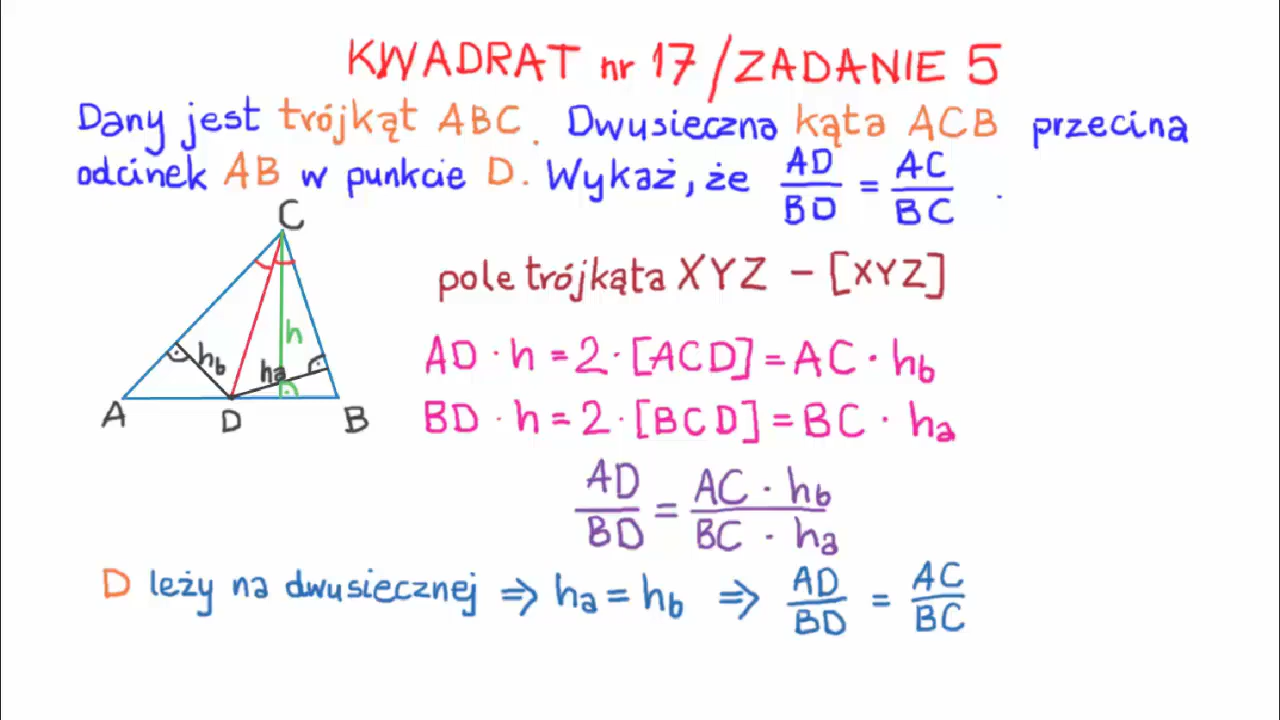 KWADRAT nr 17/ZADANIE 5
Dany jest trójkąt ABC. Dwusieczna kąta ACB przecina
odcinek AB w punkcie D. Wykaż, że AD/BD = AC/BC.
C
pole trójkąta XYZ - [XYZ]
h
AD · h = 2 · [ACD] = AC · hb
hb
ha
A
D
B
BD · h = 2 · [BCD] = BC · ha
AD/BD = AC · hb/BC · ha
D leży na dwusiecznej ⇒ ha = hb ⇒ AD/BD = AC/BC